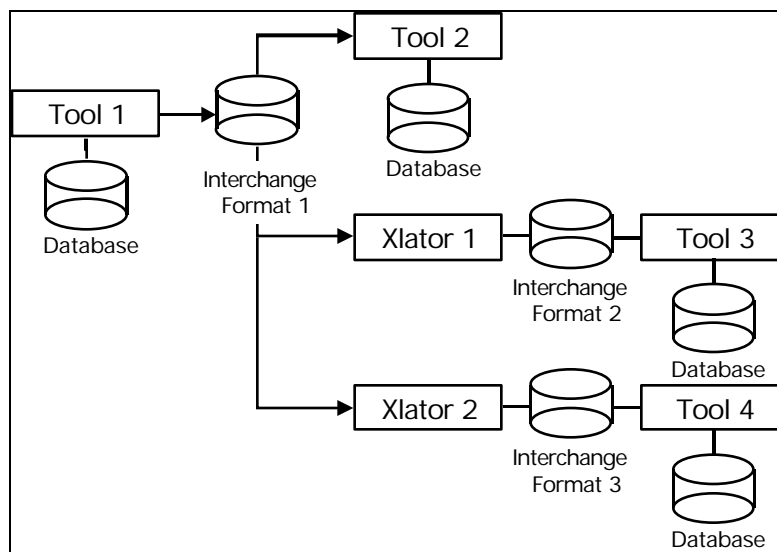 Tool 2
Tool 1
Database
Interchange
Format 1
Database
Xlator 1
Tool 3
Interchange
Format 2
Database
Xlator 2
Tool 4
Interchange
Format 3
Database